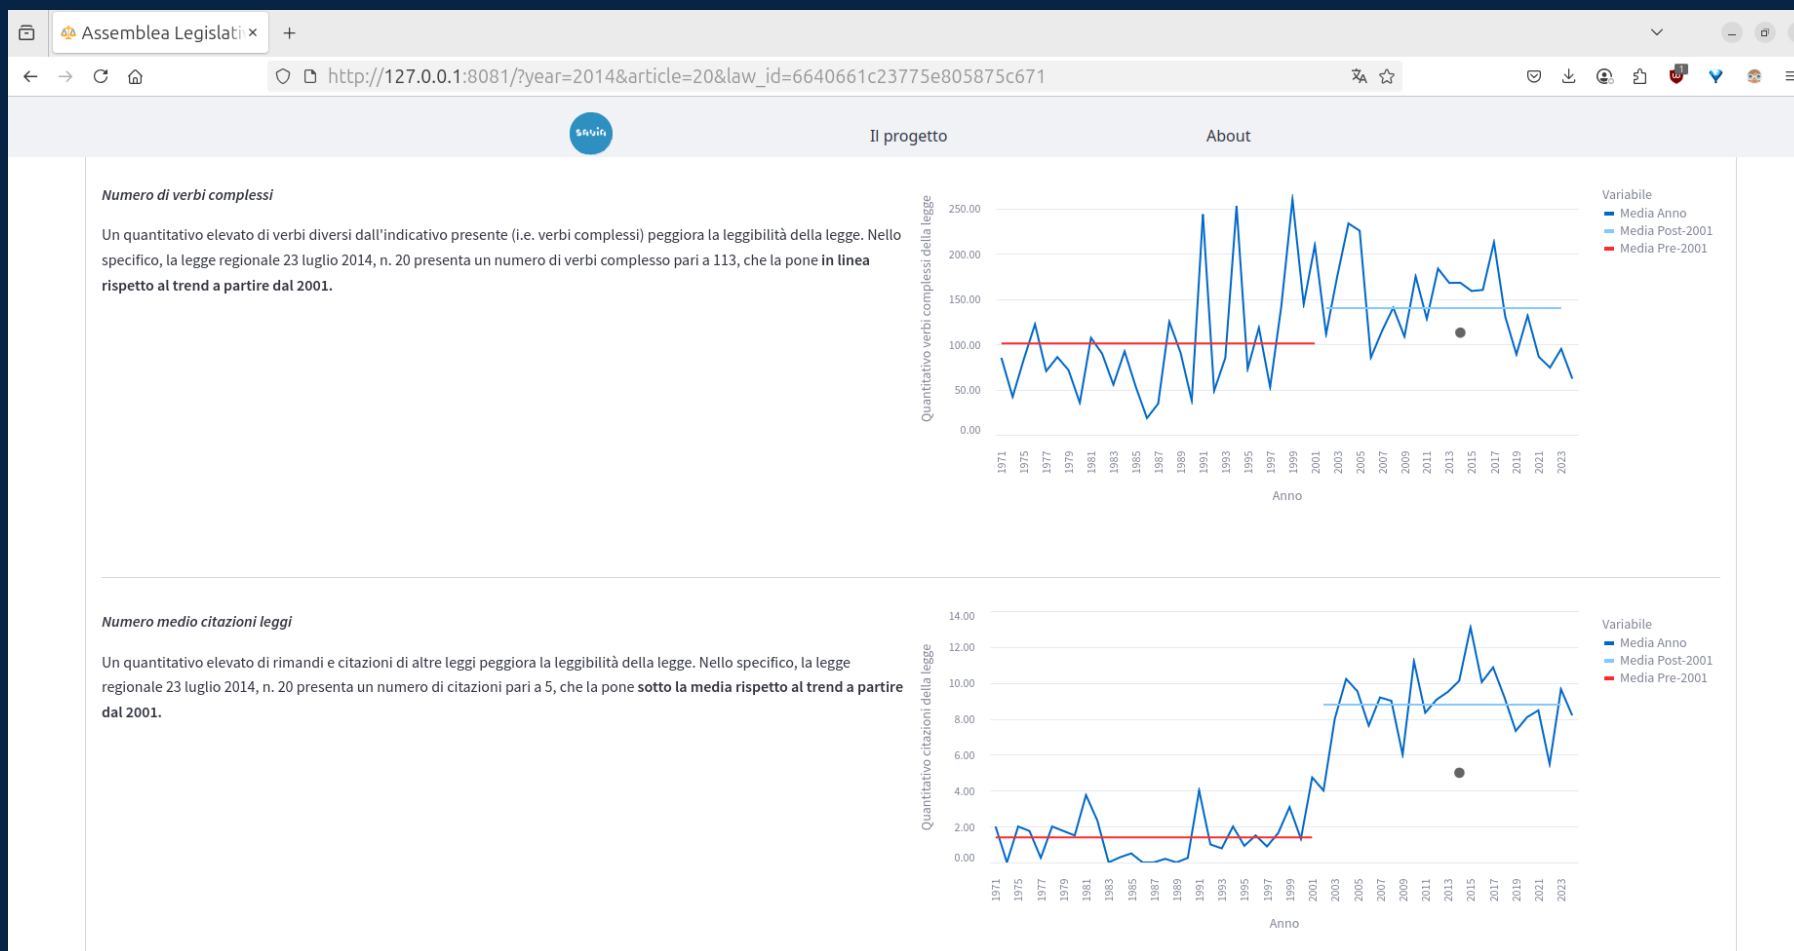 Assemblea Legislati
http://127.0.0.1:8081/?year=2014&article=20&law_id=6640661c23775e805875c671
1
savia
Il progetto
About
Numero di verbi complessi
Un quantitativo elevato di verbi diversi dall'indicativo presente (i.e. verbi complessi) peggiora la leggibilità della legge. Nello
specifico, la legge regionale 23 luglio 2014, n. 20 presenta un numero di verbi complesso pari a 113, che la pone in linea
rispetto al trend a partire dal 2001.
Quantitativo verbi complessi della legge
250.00
200.00
150.00
100.00
50.00
0.00
1971 1975 1977 1979 1981 1983 1985 1987 1989 1991 1993 1995 1997 1999 2001 2003 2005 2007 2009 2011 2013 2015 2017 2019 2021 2023
Anno
Variabile
Media Anno
Media Post-2001
Media Pre-2001
Numero medio citazioni leggi
Un quantitativo elevato di rimandi e citazioni di altre leggi peggiora la leggibilità della legge. Nello specifico, la legge
regionale 23 luglio 2014, n. 20 presenta un numero di citazioni pari a 5, che la pone sotto la media rispetto al trend a partire
dal 2001.
Quantitativo citazioni della legge
14.00
12.00
10.00
8.00
6.00
4.00
2.00
0.00
1971 1975 1977 1979 1981 1983 1985 1987 1989 1991 1993 1995 1997 1999 2001 2003 2005 2007 2009 2011 2013 2015 2017 2019 2021 2023
Anno
Variabile
Media Anno
Media Post-2001
Media Pre-2001